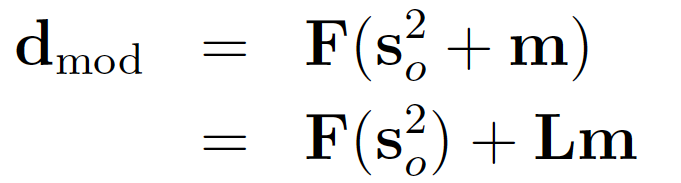 d_mod = F(s_o^2 + m)
= F(s_o^2) + Lm